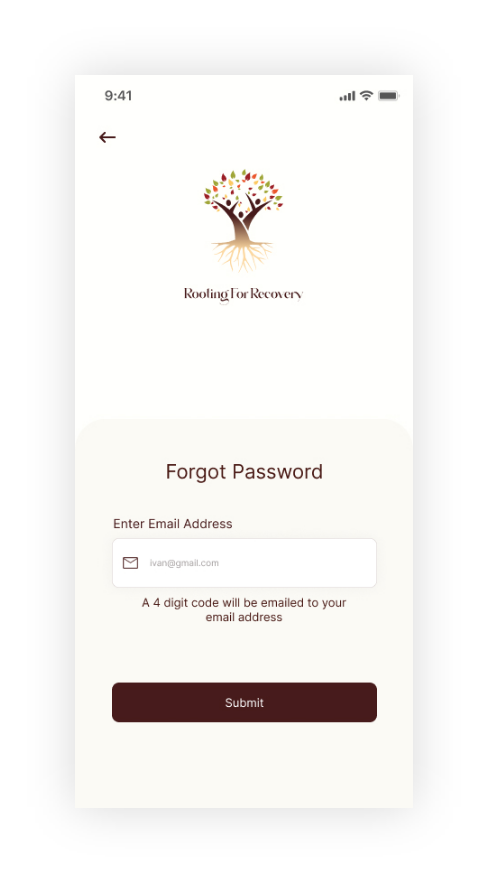 9:41
Rooting For Recovery
Forgot Password
Enter Email Address
ivan@gmail.com
A 4 digit code will be emailed to your
email address
Submit